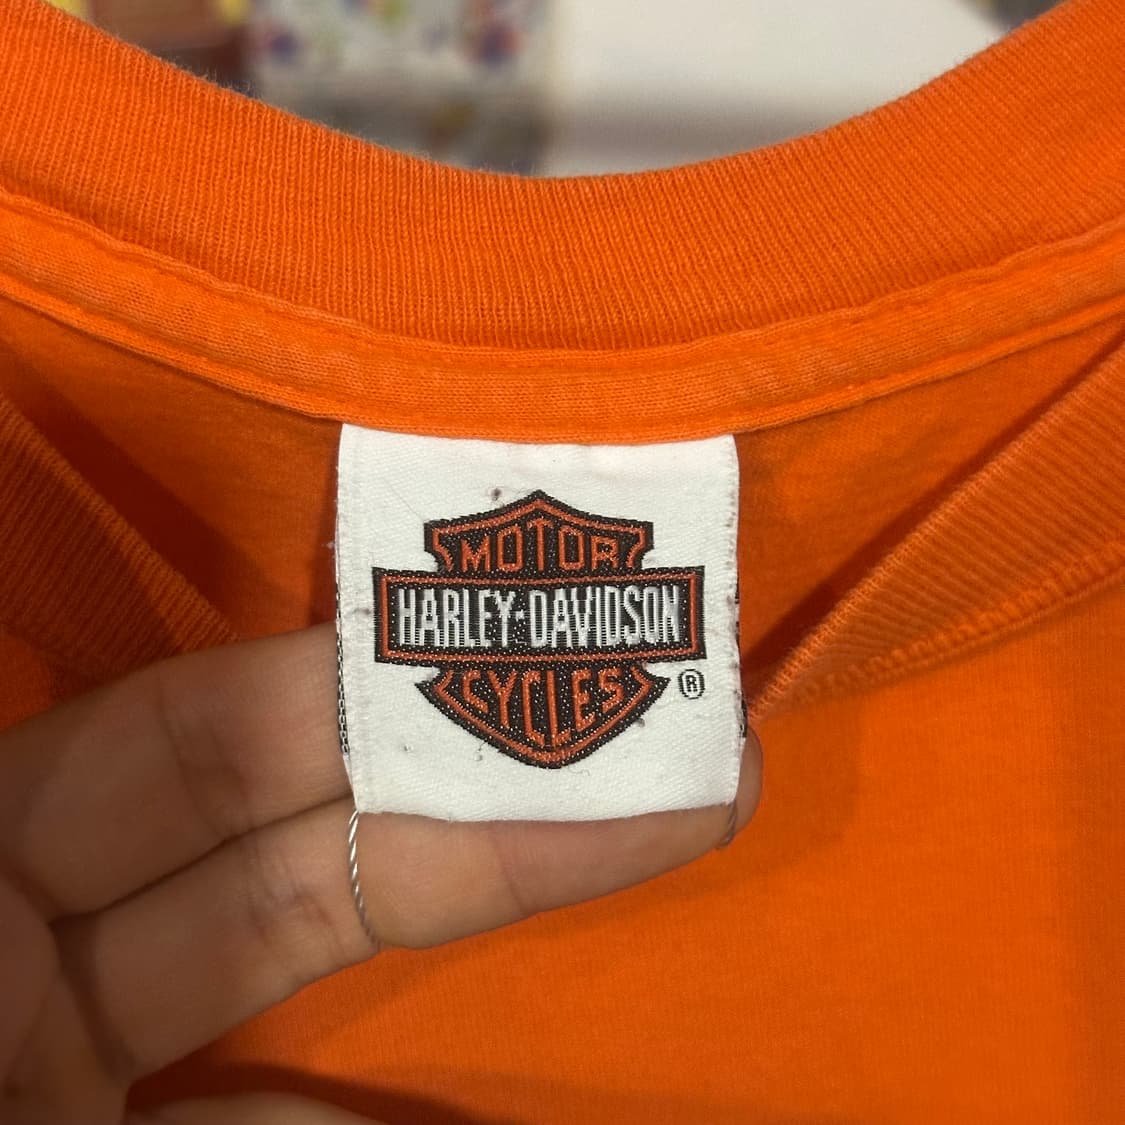 MOTOR
HARLEY-DAVIDSON
CYCLES
®